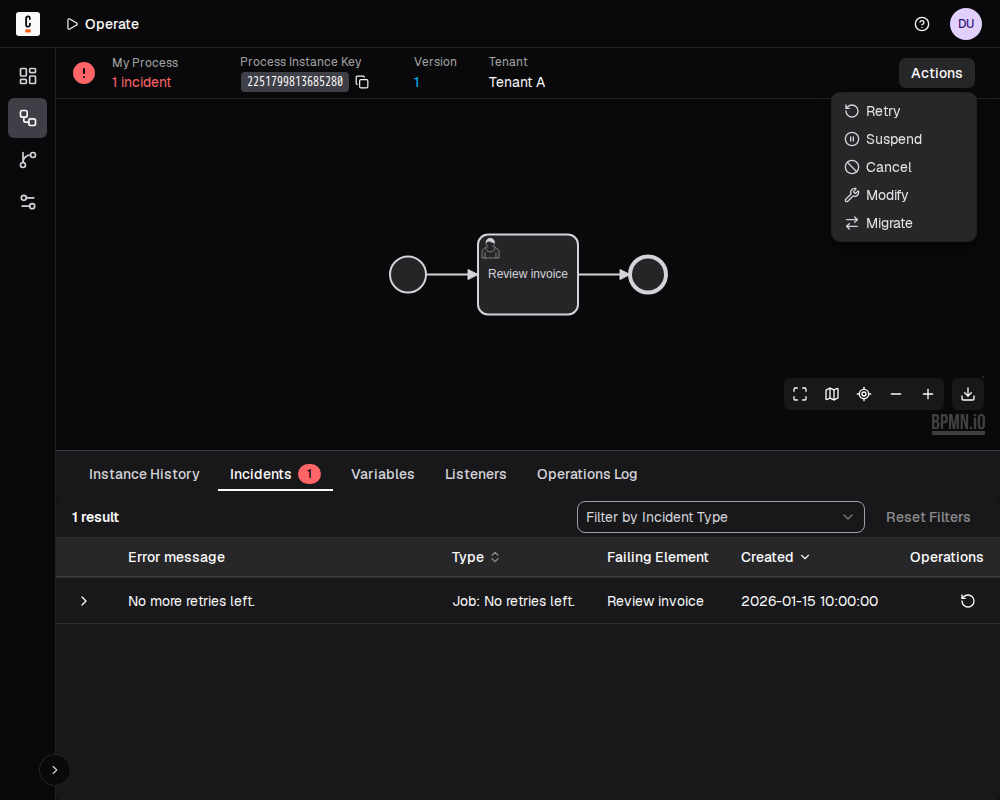 C
Operate
DU
My Process
1 incident
Process Instance Key
2251799813685280
Version
1
Tenant
Tenant A
Actions
Retry
Suspend
Cancel
Modify
Migrate
Review invoice
BPMN.iO
Instance History
Incidents
1
Variables
Listeners
Operations Log
1 result
Filter by Incident Type
Reset Filters
Error message
Type
Failing Element
Created
Operations
No more retries left.
Job: No retries left.
Review invoice
2026-01-15 10:00:00